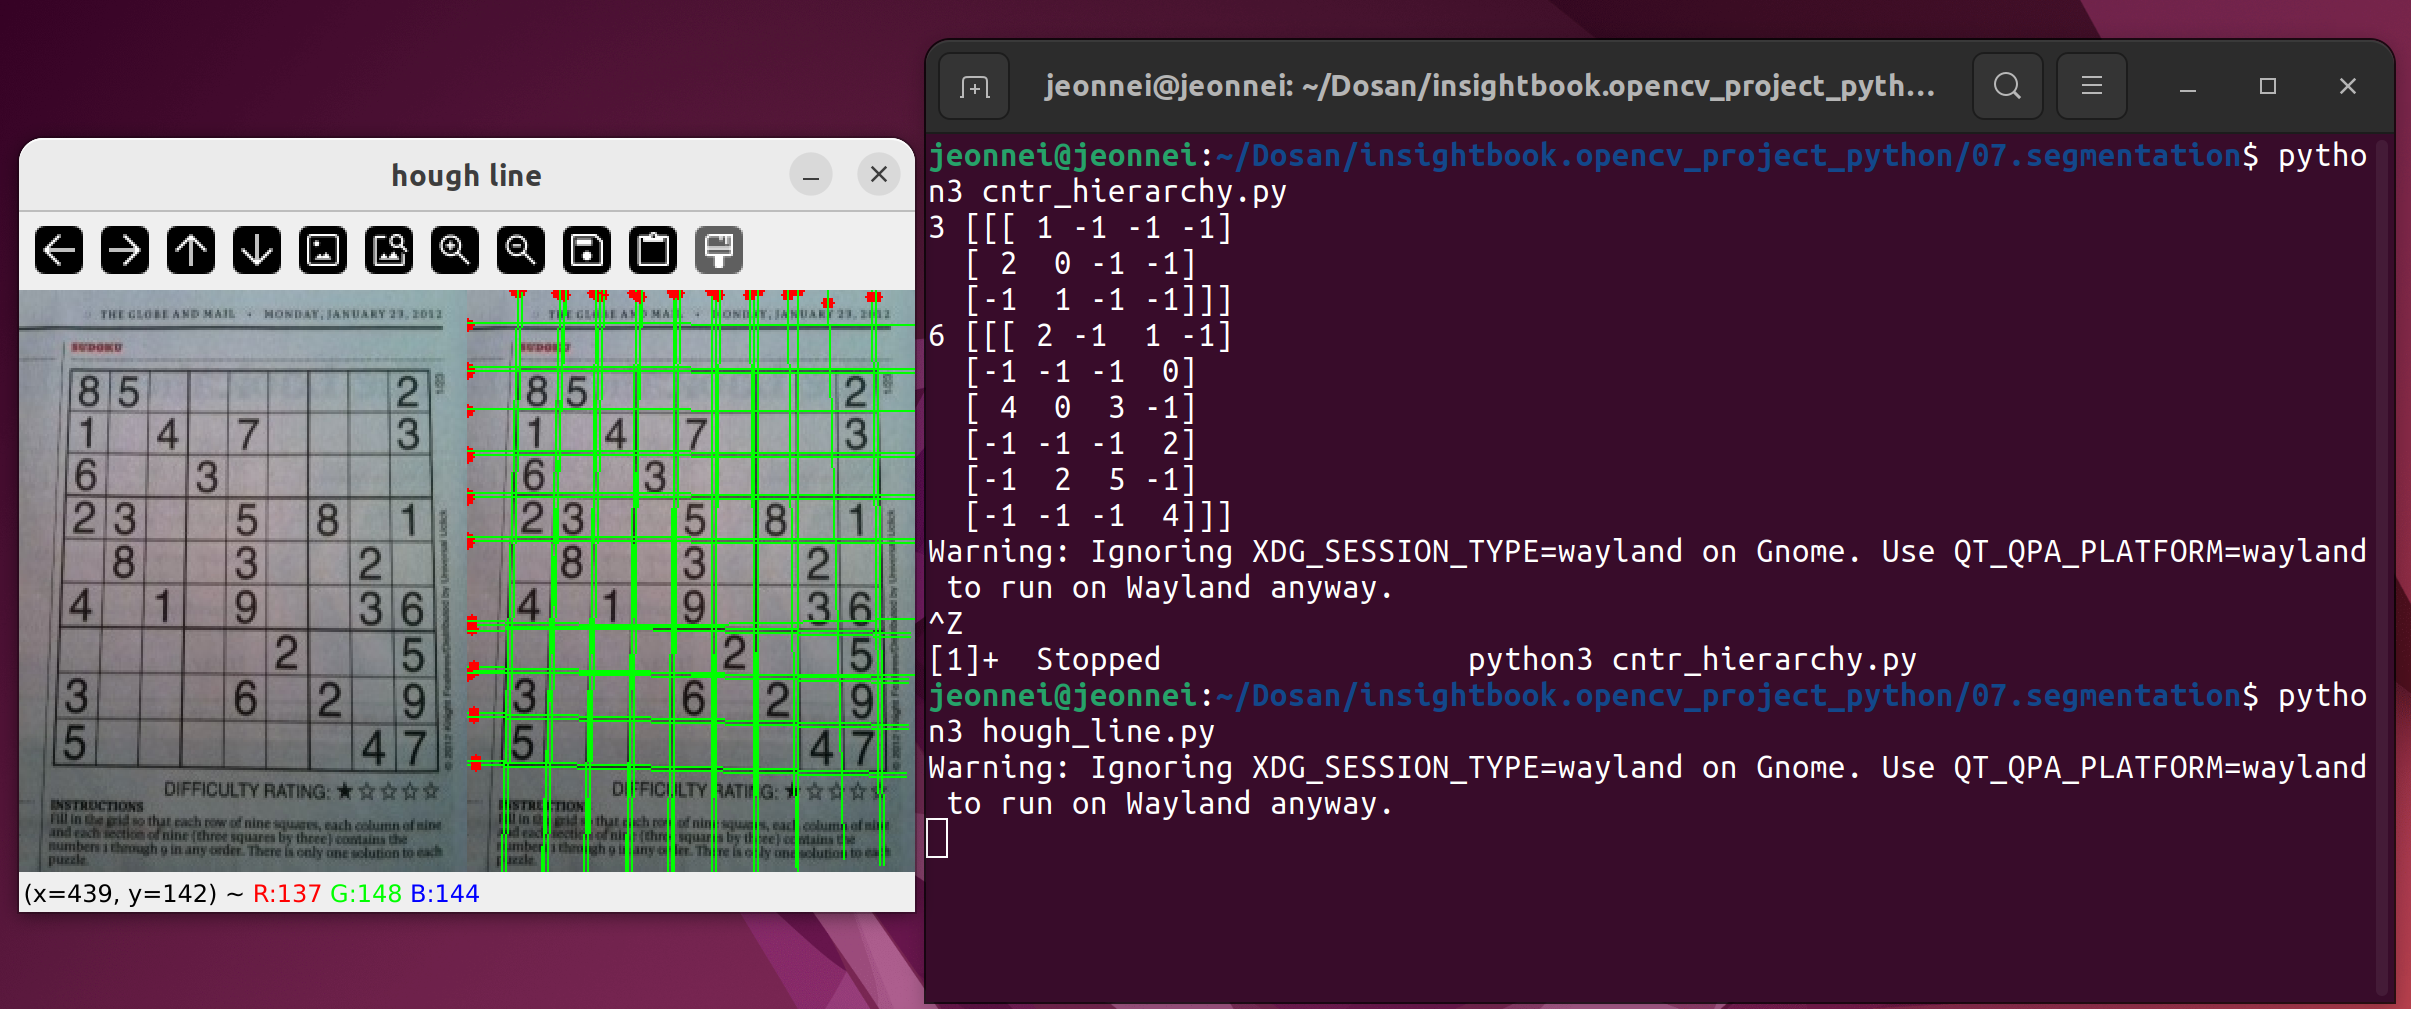 hough line
THE GLOBE AND MAIL • MONDAY, JANUARY 23, 2012
SUDOKU
1/23
8 5 2
1 4 7 3
6 3
2 3 5 8 1
8 3 2
4 1 9 3 6
2 5
3 6 2 9
5 4 7
DIFFICULTY RATING: ★☆☆☆☆
INSTRUCTIONS
Fill in the grid so that each row of nine squares, each column of nine
and each section of nine (three squares by three) contains the
numbers 1 through 9 in any order. There is only one solution to each
puzzle.
THE GLOBE AND MAIL • MONDAY, JANUARY 23, 2012
SUDOKU
1/23
8 5 2
1 4 7 3
6 3
2 3 5 8 1
8 3 2
4 1 9 3 6
2 5
3 6 2 9
5 4 7
DIFFICULTY RATING: ★☆☆☆☆
INSTRUCTIONS
Fill in the grid so that each row of nine squares, each column of nine
and each section of nine (three squares by three) contains the
numbers 1 through 9 in any order. There is only one solution to each
puzzle.
(x=439, y=142) ~ R:137 G:148 B:144
jeonnei@jeonnei: ~/Dosan/insightbook.opencv_project_pyth…
jeonnei@jeonnei:~/Dosan/insightbook.opencv_project_python/07.segmentation$ pytho
n3 cntr_hierarchy.py
3 [[[ 1 -1 -1 -1]
[ 2 0 -1 -1]
[-1 1 -1 -1]]]
6 [[[ 2 -1 1 -1]
[-1 -1 -1 0]
[ 4 0 3 -1]
[-1 -1 -1 2]
[-1 2 5 -1]
[-1 -1 -1 4]]]
Warning: Ignoring XDG_SESSION_TYPE=wayland on Gnome. Use QT_QPA_PLATFORM=wayland
to run on Wayland anyway.
^Z
[1]+ Stopped python3 cntr_hierarchy.py
jeonnei@jeonnei:~/Dosan/insightbook.opencv_project_python/07.segmentation$ pytho
n3 hough_line.py
Warning: Ignoring XDG_SESSION_TYPE=wayland on Gnome. Use QT_QPA_PLATFORM=wayland
to run on Wayland anyway.